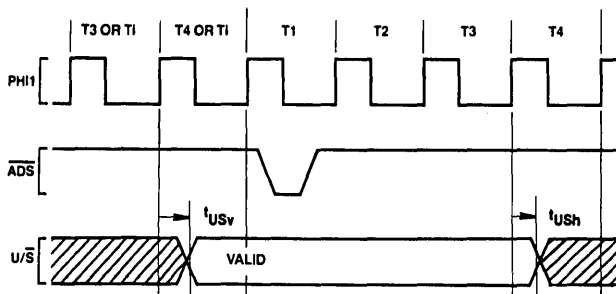 T3 OR Ti T4 OR Ti T1 T2 T3 T4
PHI1
ADS
tUSv tUSh
U/S
VALID